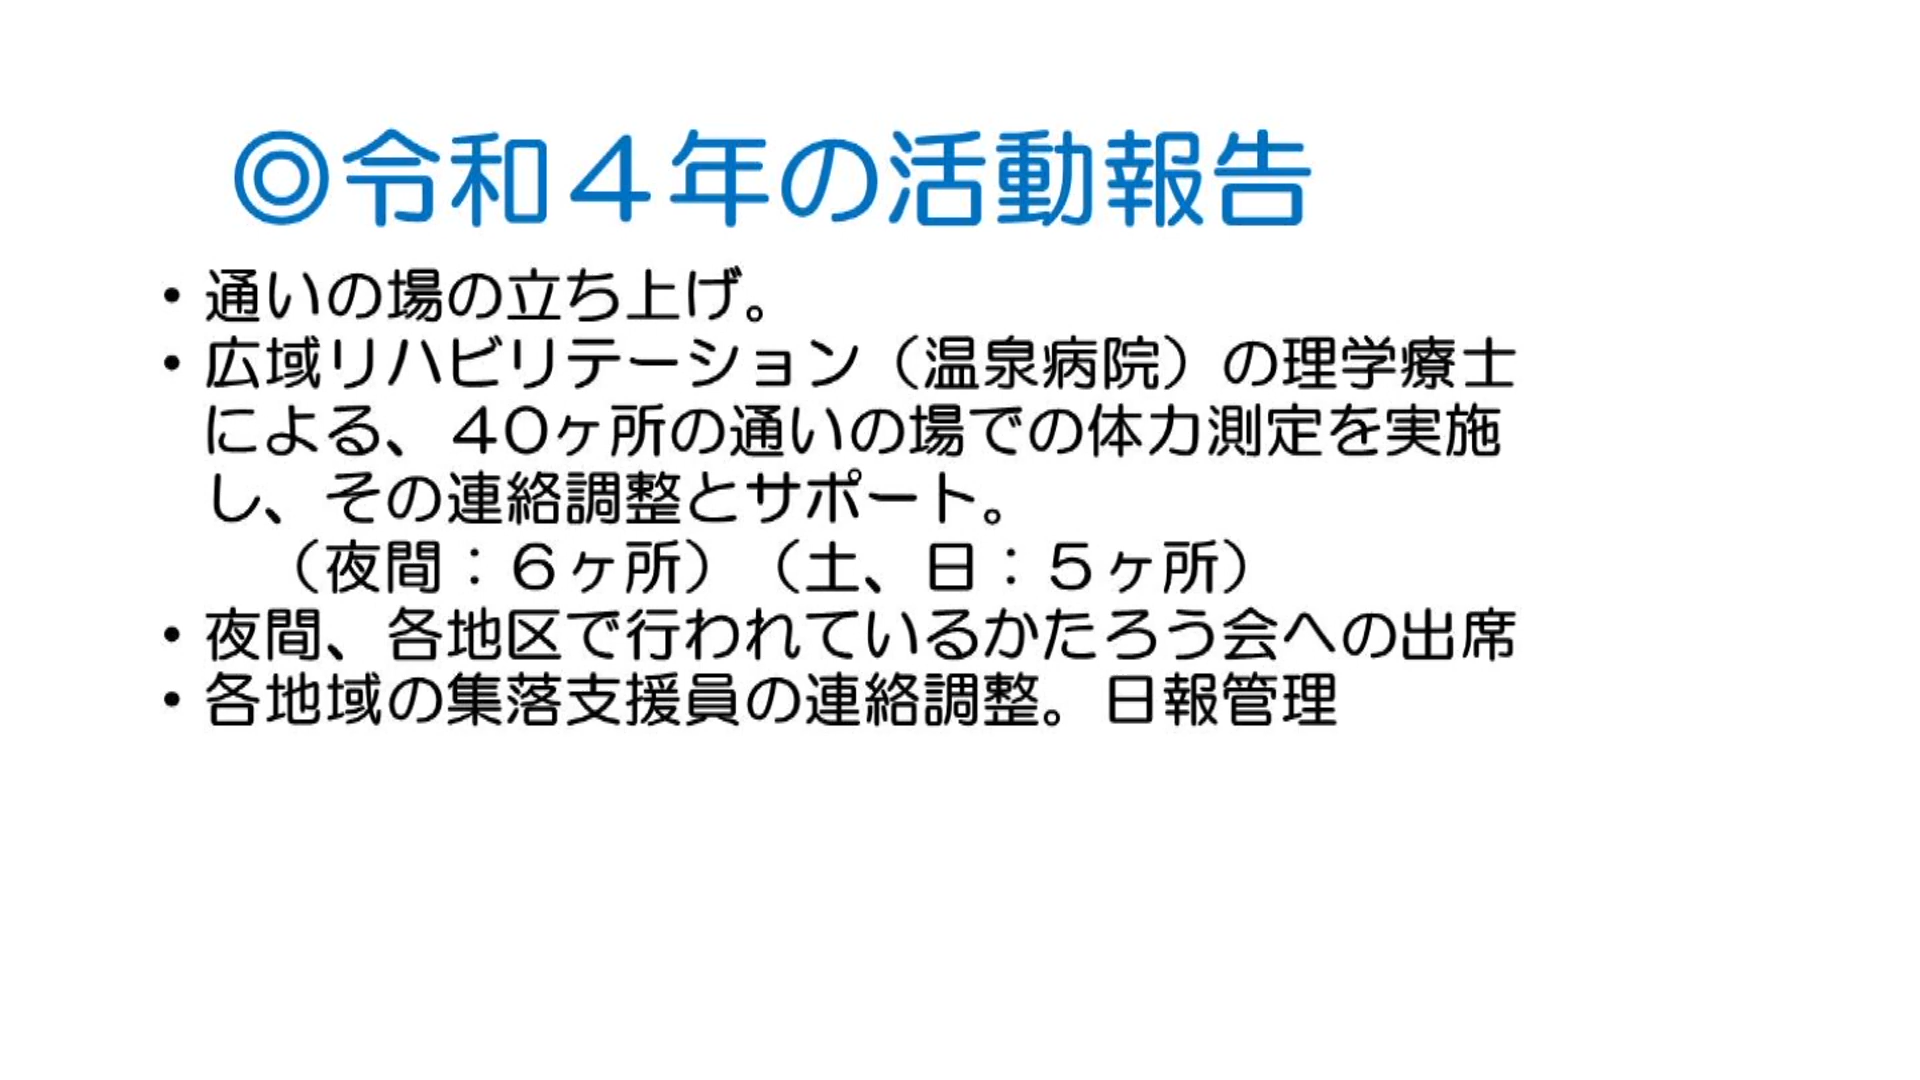 ◎令和４年の活動報告
・通いの場の立ち上げ。
・広域リハビリテーション（温泉病院）の理学療士
による、４０ヶ所の通いの場での体力測定を実施
し、その連絡調整とサポート。
（夜間：６ヶ所）（土、日：５ヶ所）
・夜間、各地区で行われているかたろう会への出席
・各地域の集落支援員の連絡調整。日報管理